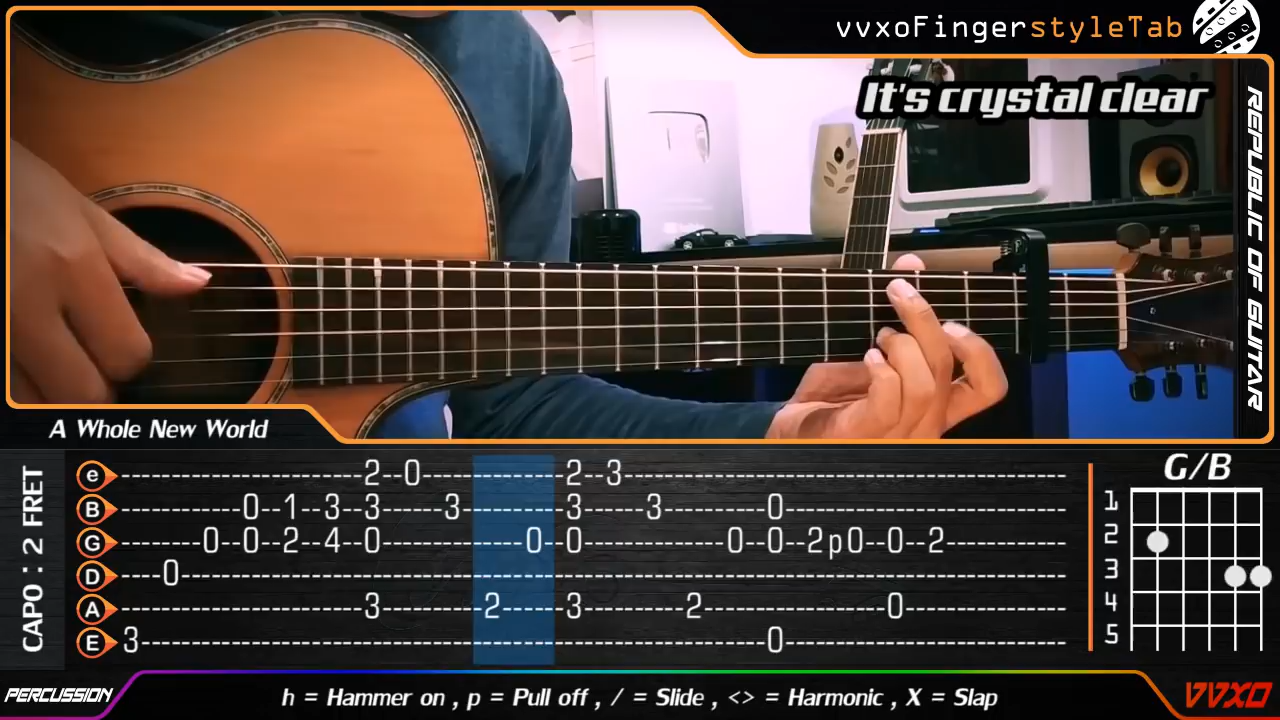 vvxoFingerstyleTab
It's crystal clear
REPUBLIC OF GUITAR
A Whole New World
CAPO : 2 FRET
e ------------------2--0---------------2--3----------------------------------
B ---------0--1--3--3-----3--------3-----3--------0---------------------
G ------0--0--2--4--0---------------0--0-----------0--0--2p0--0--2----------
D ---0-----------------------------------------------------------------------
A ------------------3--------2-----3--------2--------------0----------------
E 3-----------------------------------------------0-------------------------
G/B
1
2
3
4
5
PERCUSSION
h = Hammer on , p = Pull off , / = Slide , <> = Harmonic , X = Slap
VVXO